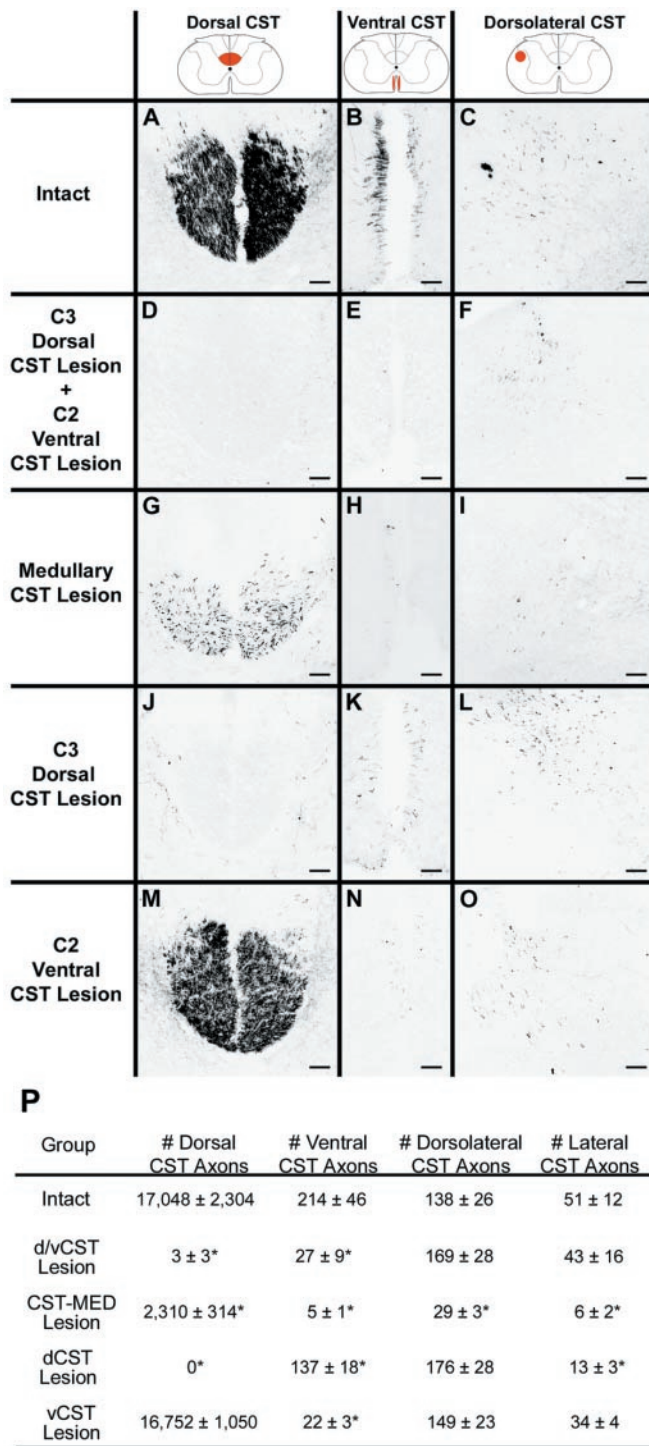 Dorsal CST Ventral CST Dorsolateral CST
A B C
Intact
D E F
C3
Dorsal
CST Lesion
+
C2
Ventral
CST Lesion
G H I
Medullary
CST Lesion
J K L
C3
Dorsal
CST Lesion
M N O
C2
Ventral
CST Lesion
P
Group # Dorsal # Ventral # Dorsolateral # Lateral
CST Axons CST Axons CST Axons CST Axons
Intact 17,048 ± 2,304 214 ± 46 138 ± 26 51 ± 12
d/vCST
Lesion 3 ± 3* 27 ± 9* 169 ± 28 43 ± 16
CST-MED
Lesion 2,310 ± 314* 5 ± 1* 29 ± 3* 6 ± 2*
dCST
Lesion 0* 137 ± 18* 176 ± 28 13 ± 3*
vCST
Lesion 16,752 ± 1,050 22 ± 3* 149 ± 23 34 ± 4